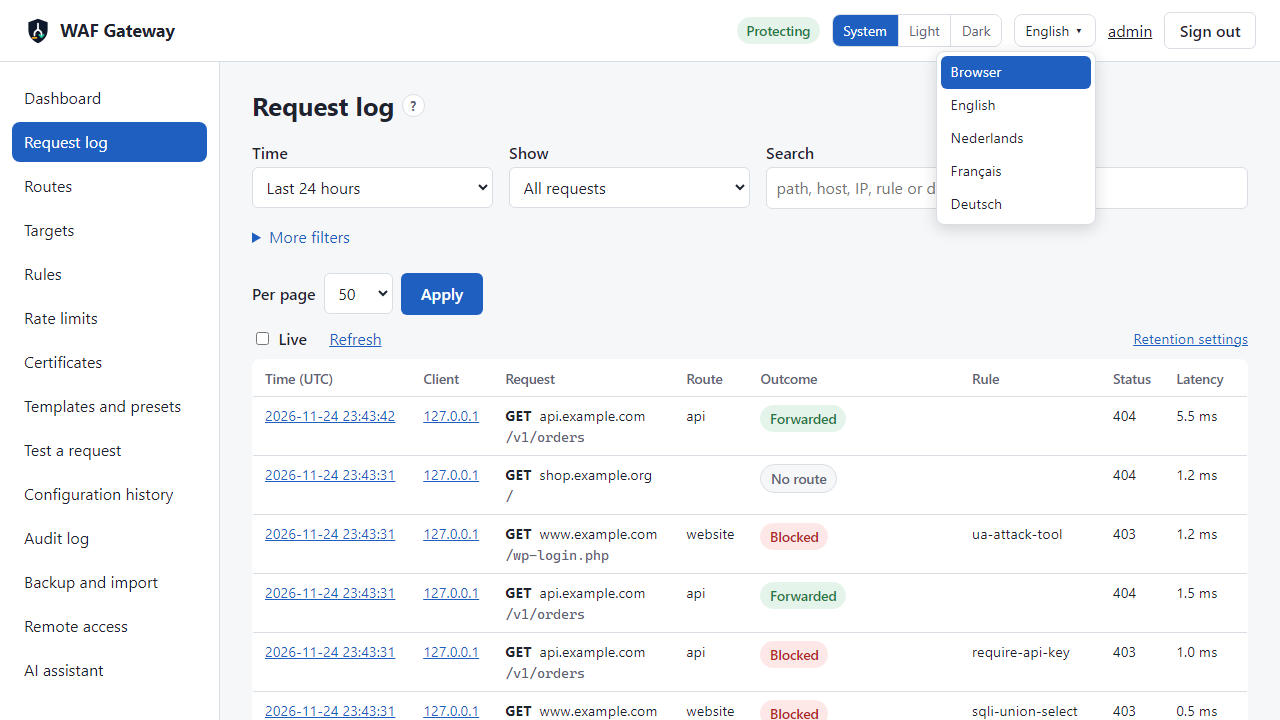 WAF Gateway
Protecting
System Light Dark
English ▾
admin
Sign out
Browser
English
Nederlands
Français
Deutsch
Dashboard
Request log
Routes
Targets
Rules
Rate limits
Certificates
Templates and presets
Test a request
Configuration history
Audit log
Backup and import
Remote access
AI assistant
Request log ?
Time Show Search
Last 24 hours All requests path, host, IP, rule or
More filters
Per page 50 Apply
Live Refresh Retention settings
Time (UTC) Client Request Route Outcome Rule Status Latency
2026-11-24 23:43:42 127.0.0.1 GET api.example.com api Forwarded 404 5.5 ms
/v1/orders
2026-11-24 23:43:31 127.0.0.1 GET shop.example.org No route 404 1.2 ms
/
2026-11-24 23:43:31 127.0.0.1 GET www.example.com website Blocked ua-attack-tool 403 1.2 ms
/wp-login.php
2026-11-24 23:43:31 127.0.0.1 GET api.example.com api Forwarded 404 1.5 ms
/v1/orders
2026-11-24 23:43:31 127.0.0.1 GET api.example.com api Blocked require-api-key 403 1.0 ms
/v1/orders
2026-11-24 23:43:31 127.0.0.1 GET www.example.com website Blocked sqli-union-select 403 0.5 ms